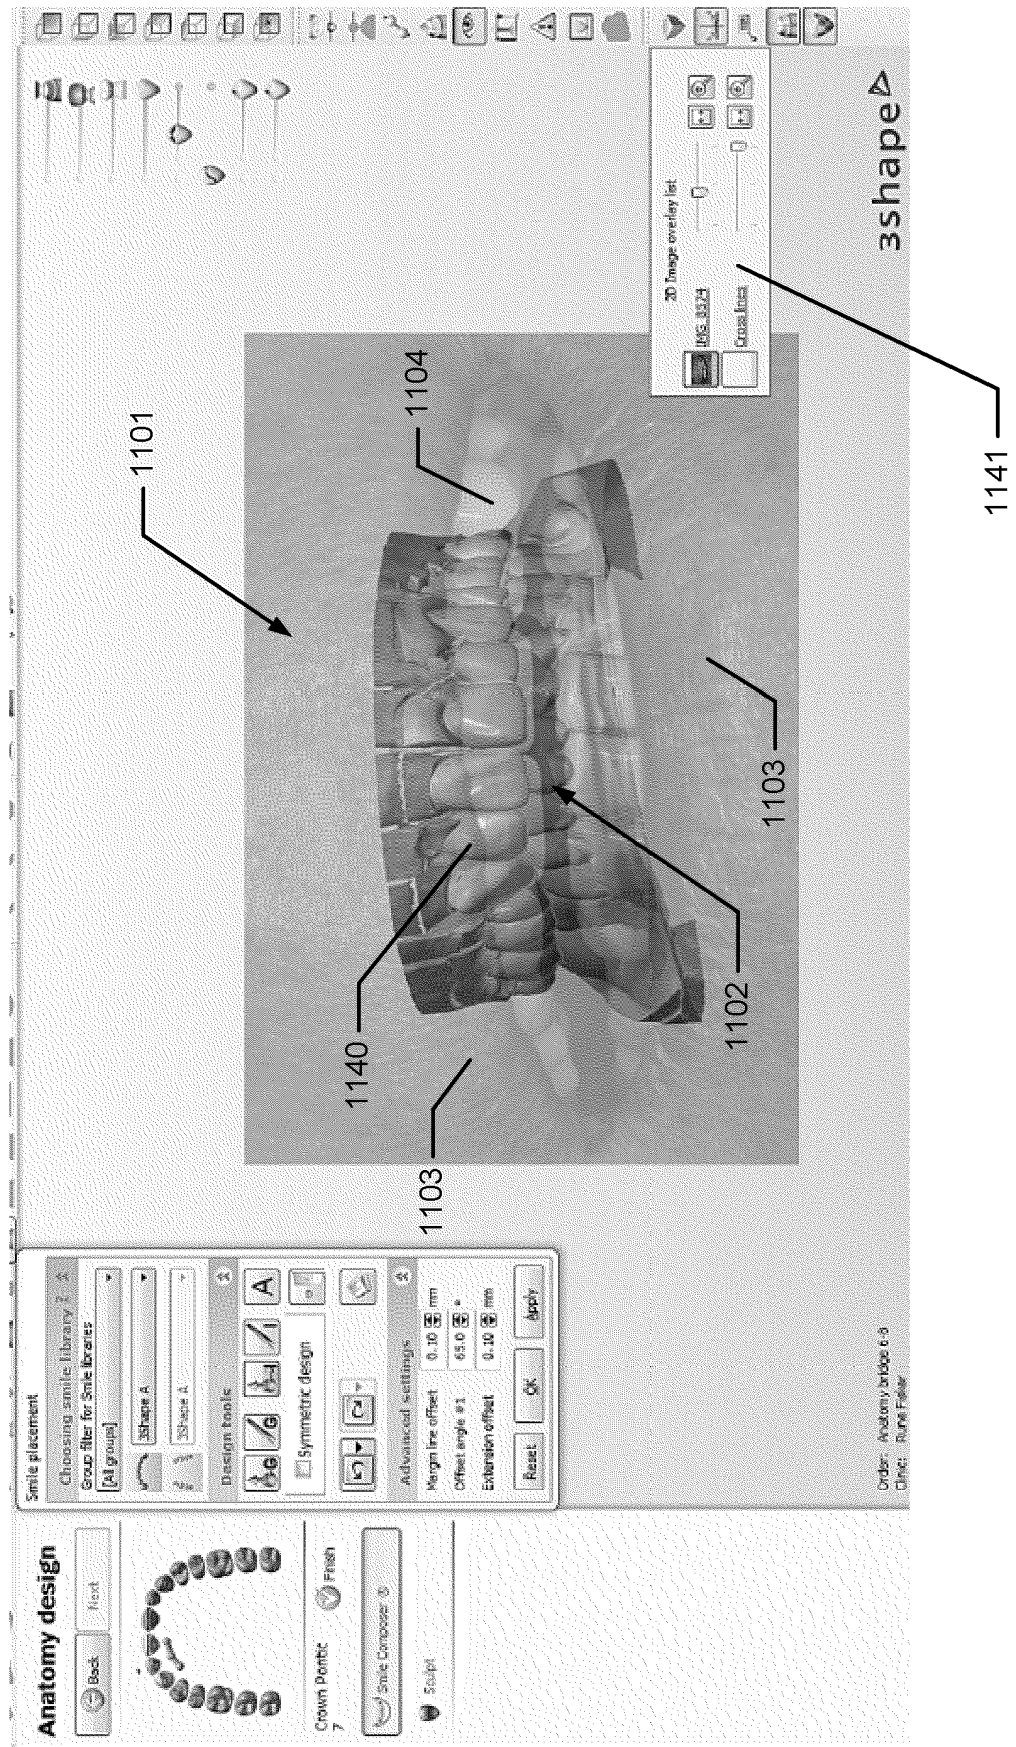 Anatomy design
Back
Next
Crown Pontic
7
Finish
Smile Composer ®
Sculpt
Smile placement
Choosing smile library ?
Group filter for Smile libraries
[All groups]
3Shape A
3Shape A
Design tools
G
G
A
Symmetric design
Advanced settings
Margin line offset 0.10 mm
Offset angle #1 65.0 °
Extension offset 0.10 mm
Reset
OK
Apply
1101
1104
1140
1103
1102
1103
1141
2D Image overlay list
IMG_8524
Cross lines
Order: Anatomy bridge 6-8
Clinic: Rune Fisker
3shape